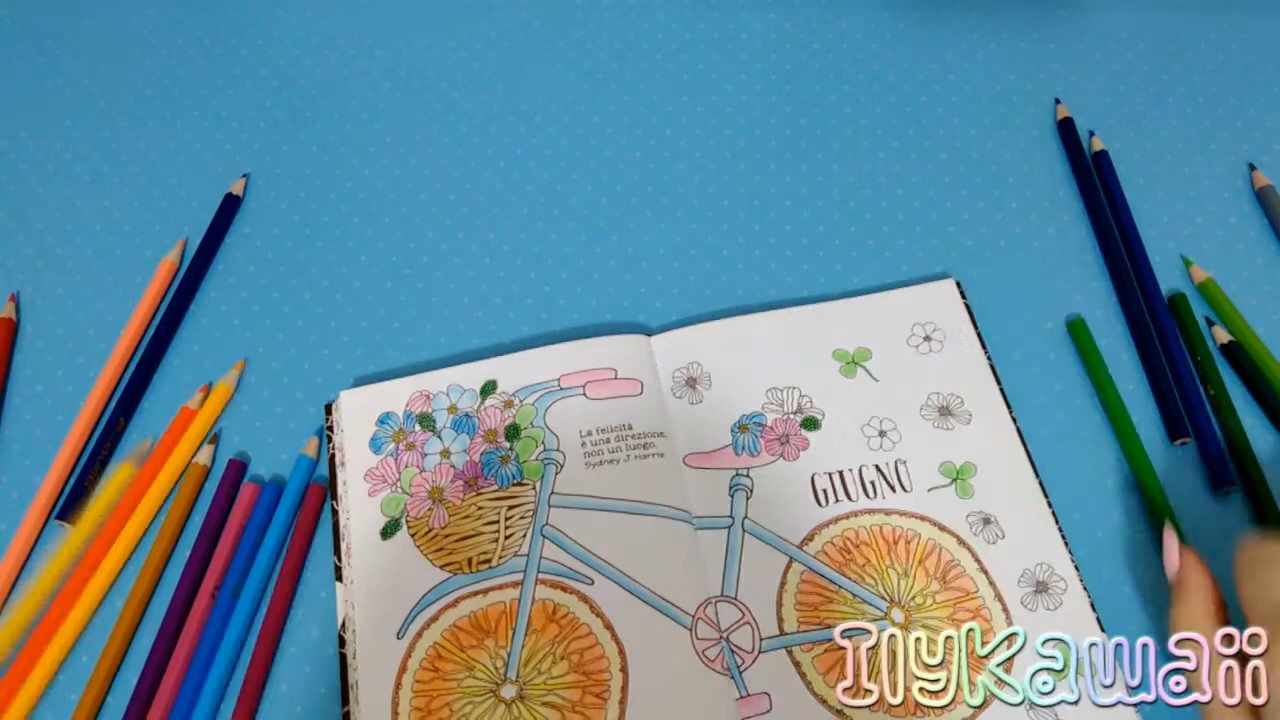 La felicità
è una direzione,
non un luogo.
Sydney J. Harris
GIUGNO
IlyKawaii